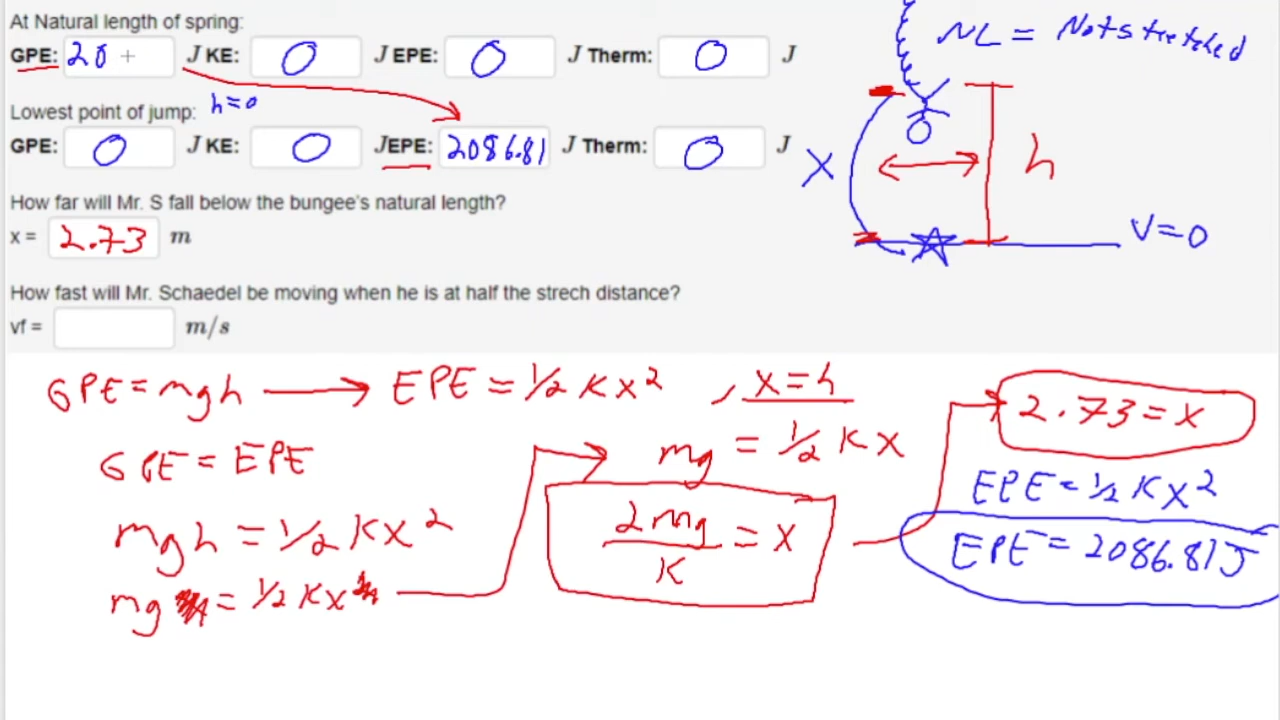 At Natural length of spring:
GPE: 20 J KE: 0 J EPE: 0 J Therm: 0 J
NL = Not stretched
h=0
Lowest point of jump:
GPE: 0 J KE: 0 J EPE: 2086.81 J Therm: 0 J
X
h
V=0
How far will Mr. S fall below the bungee's natural length?
x = 2.73 m
How fast will Mr. Schaedel be moving when he is at half the strech distance?
vf = m/s
GPE = mgh → EPE = 1/2 KX², X=h
2.73 = X
GPE = EPE
mg = 1/2 KX
EPE = 1/2 KX²
mgh = 1/2 KX²
2mg/K = X
EPE = 2086.81J
mg = 1/2 KX